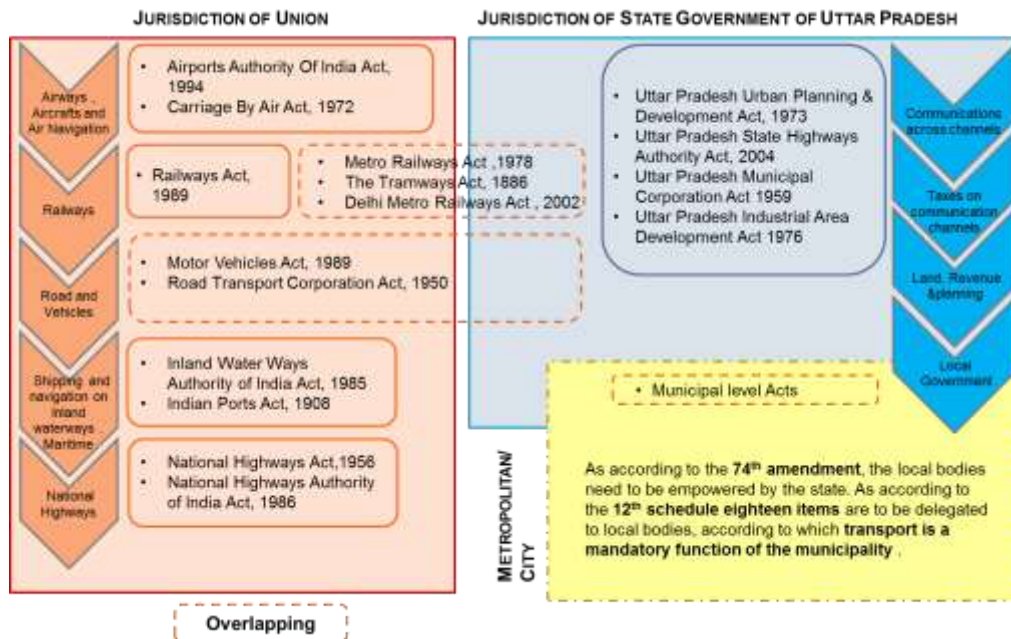 JURISDICTION OF UNION
JURISDICTION OF STATE GOVERNMENT OF UTTAR PRADESH
Airways ,
Aircrafts and
Air Navigation
• Airports Authority Of India Act,
1994
• Carriage By Air Act, 1972
Railways
• Railways Act,
1989
• Metro Railways Act ,1978
• The Tramways Act, 1886
• Delhi Metro Railways Act , 2002
Road and
Vehicles
• Motor Vehicles Act, 1989
• Road Transport Corporation Act, 1950
Shipping and
navigation on
Inland
waterways ,
Maritime
• Inland Water Ways
Authority of India Act, 1985
• Indian Ports Act, 1908
National
Highways
• National Highways Act,1956
• National Highways Authority
of India Act, 1986
• Uttar Pradesh Urban Planning &
Development Act, 1973
• Uttar Pradesh State Highways
Authority Act, 2004
• Uttar Pradesh Municipal
Corporation Act 1959
• Uttar Pradesh Industrial Area
Development Act 1976
Communications
across channels
Taxes on
communication
channels
Land, Revenue
&planning
Local
Government
• Municipal level Acts
METROPOLITAN/
CITY
As according to the 74th amendment, the local bodies
need to be empowered by the state. As according to
the 12th schedule eighteen items are to be delegated
to local bodies, according to which transport is a
mandatory function of the municipality .
Overlapping